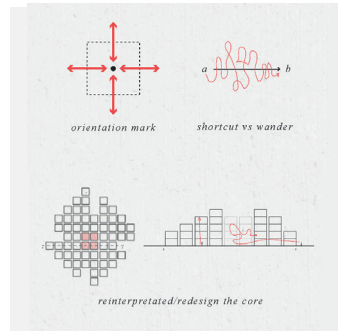 a b
orientation mark shortcut vs wander
reinterpretated/redesign the core